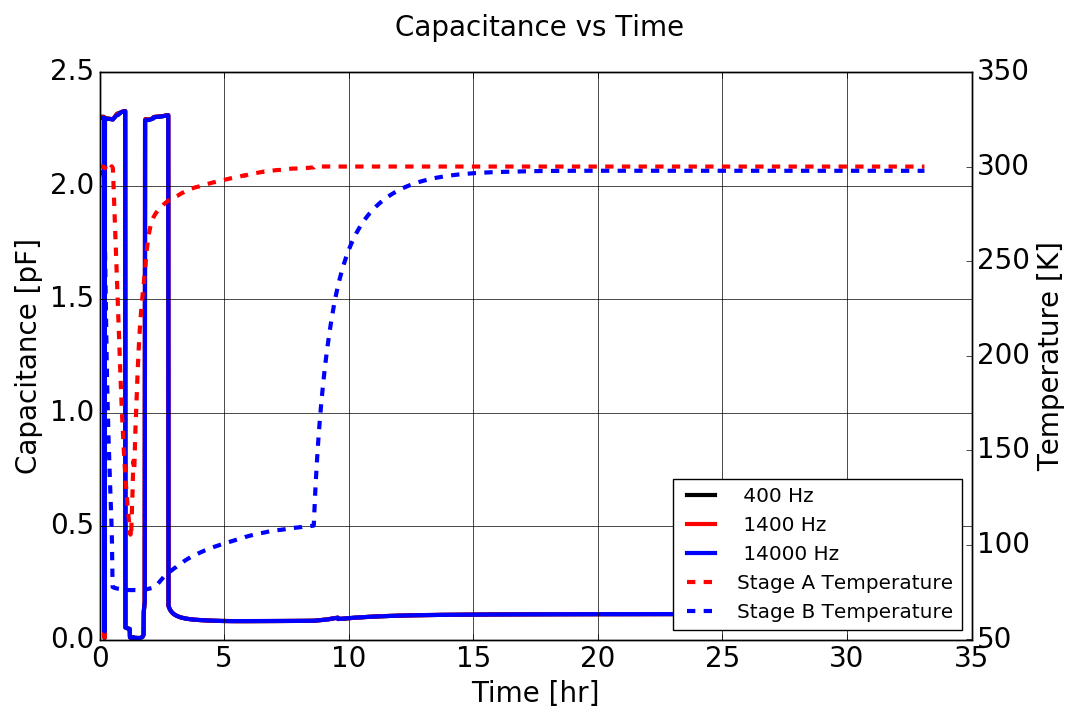 Capacitance vs Time
2.5
2.0
1.5
1.0
0.5
0.0
Capacitance [pF]
350
300
250
200
150
100
50
Temperature [K]
400 Hz
1400 Hz
14000 Hz
Stage A Temperature
Stage B Temperature
0 5 10 15 20 25 30 35
Time [hr]